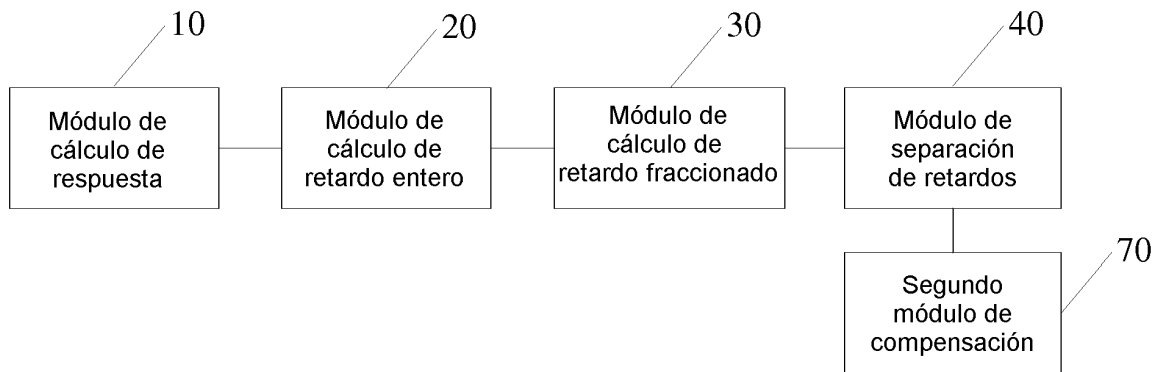 10
20
30
40
Módulo de
cálculo de
respuesta
Módulo de
cálculo de
retardo entero
Módulo de
cálculo de
retardo fraccionado
Módulo de
separación
de retardos
70
Segundo
módulo de
compensación